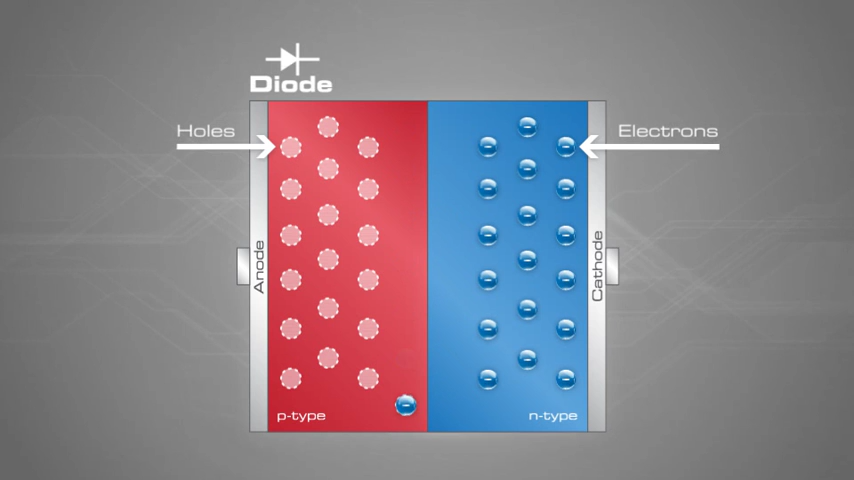 Diode
Holes
Electrons
Anode
Cathode
p-type
n-type